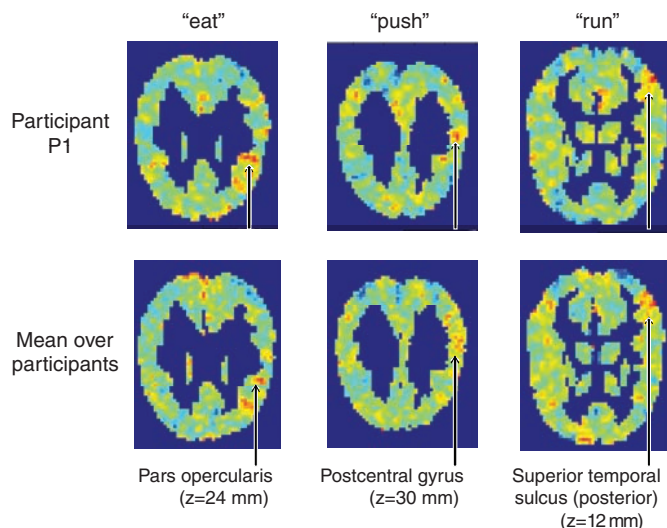 “eat” “push” “run”
Participant
P1
Mean over
participants
Pars opercularis
(z=24 mm)
Postcentral gyrus
(z=30 mm)
Superior temporal
sulcus (posterior)
(z=12 mm)